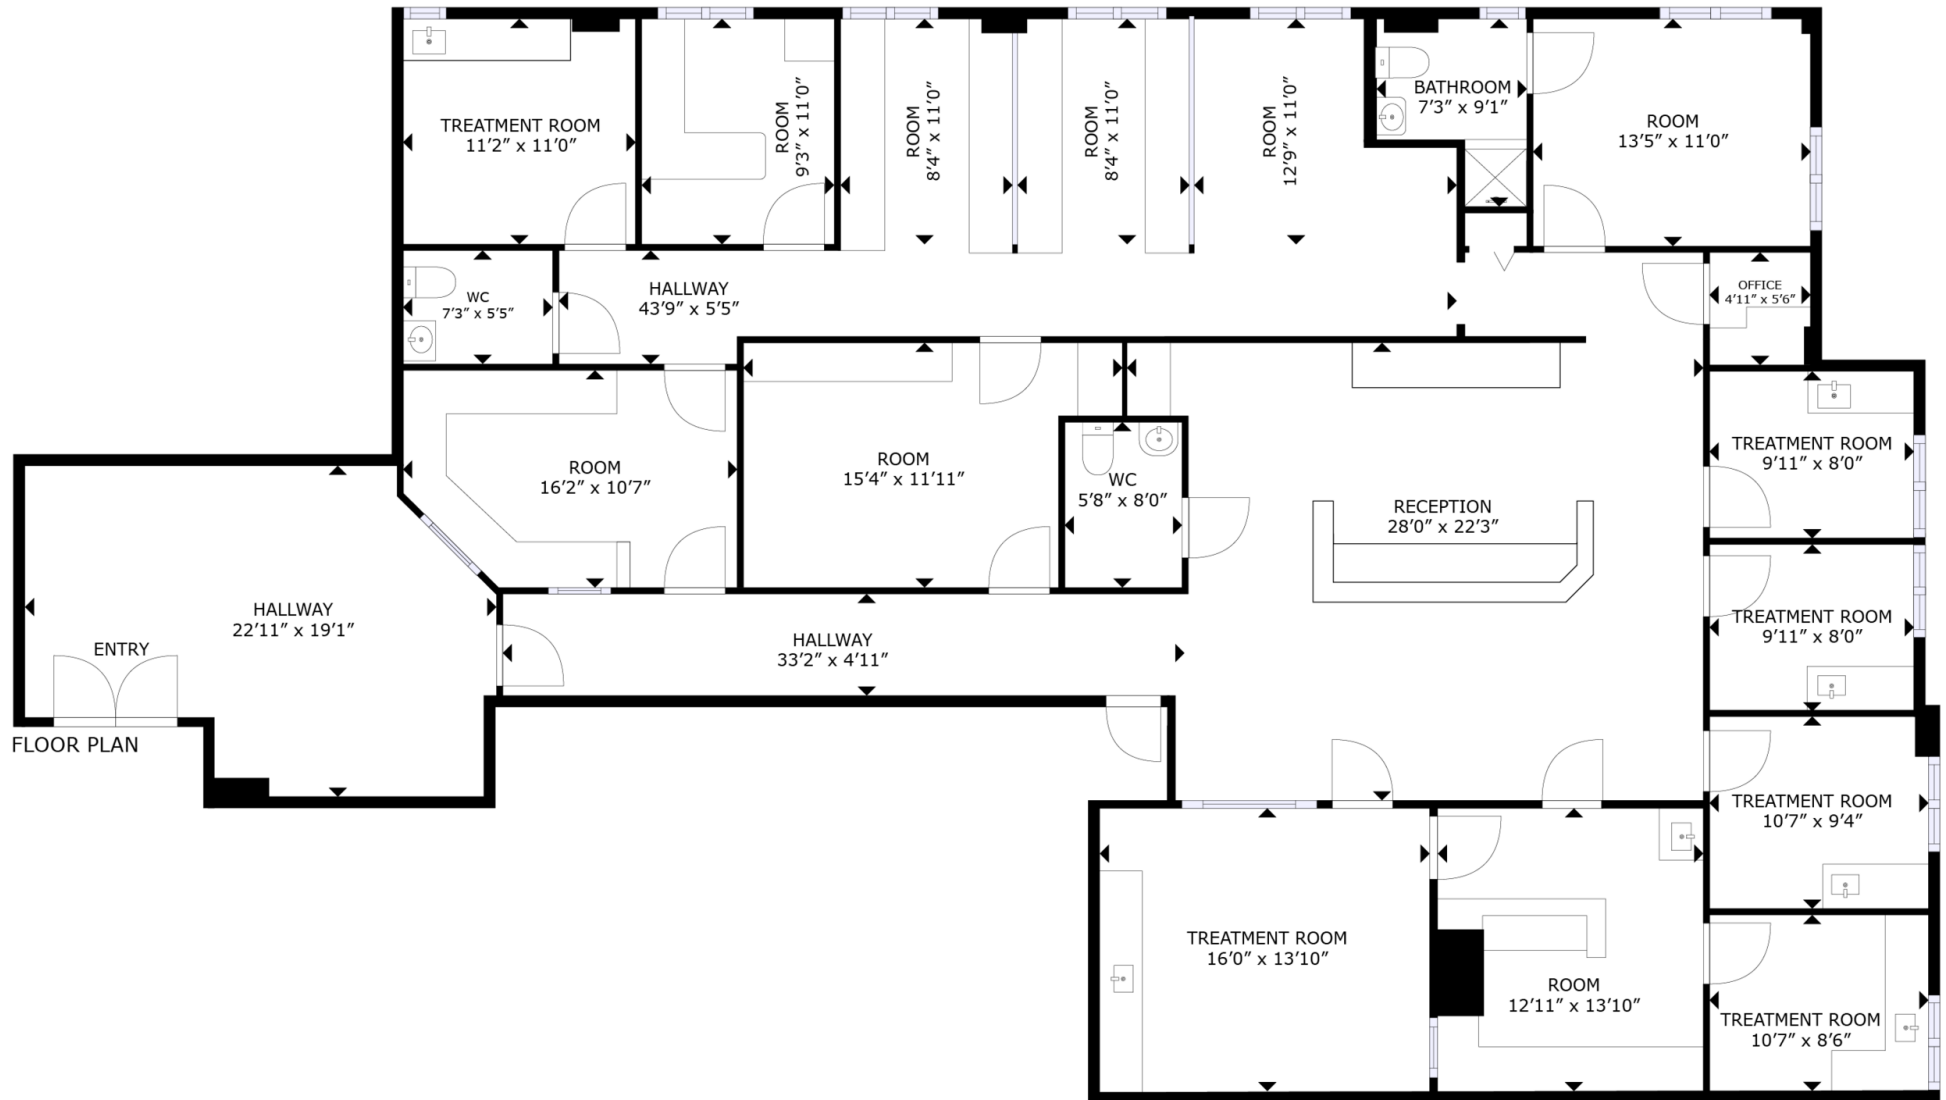 TREATMENT ROOM
11′2″ x 11′0″
ROOM
9′3″ x 11′0″
ROOM
8′4″ x 11′0″
ROOM
8′4″ x 11′0″
ROOM
12′9″ x 11′0″
BATHROOM
7′3″ x 9′1″
ROOM
13′5″ x 11′0″
WC
7′3″ x 5′5″
HALLWAY
43′9″ x 5′5″
OFFICE
4′11″ x 5′6″
ROOM
16′2″ x 10′7″
ROOM
15′4″ x 11′11″
WC
5′8″ x 8′0″
RECEPTION
28′0″ x 22′3″
TREATMENT ROOM
9′11″ x 8′0″
HALLWAY
22′11″ x 19′1″
ENTRY
HALLWAY
33′2″ x 4′11″
TREATMENT ROOM
9′11″ x 8′0″
FLOOR PLAN
TREATMENT ROOM
10′7″ x 9′4″
TREATMENT ROOM
16′0″ x 13′10″
ROOM
12′11″ x 13′10″
TREATMENT ROOM
10′7″ x 8′6″